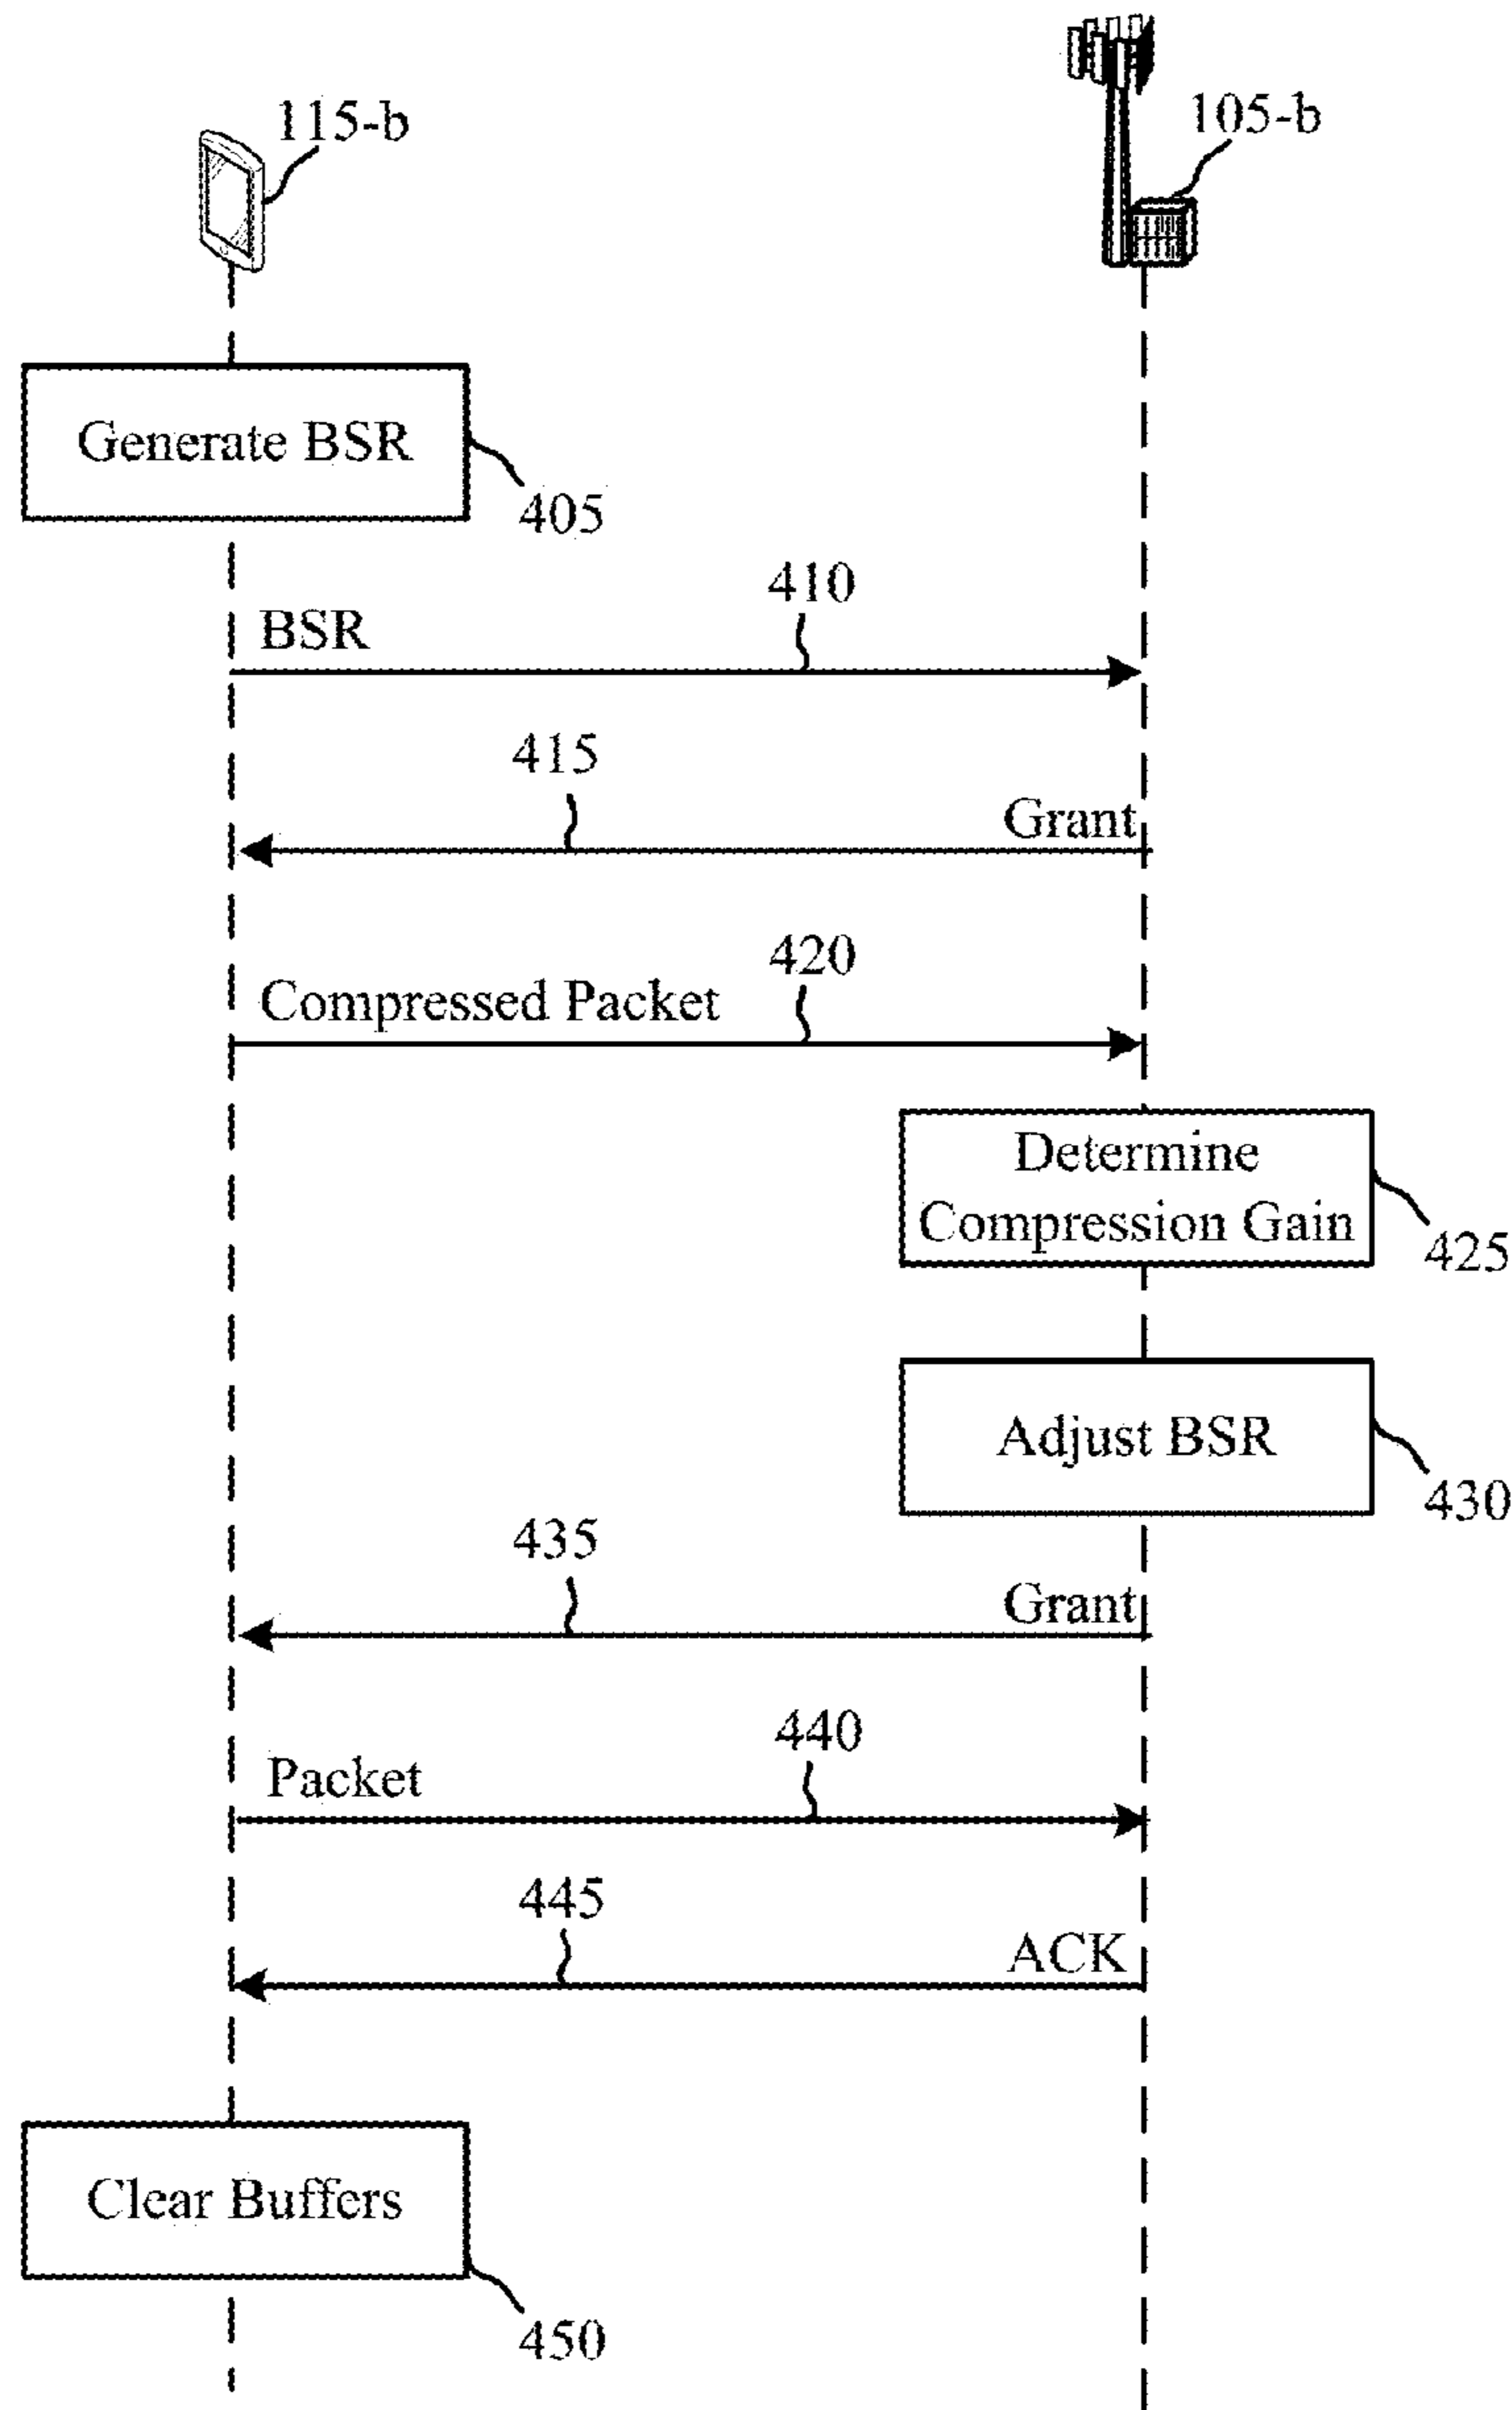 115-b
105-b
Generate BSR
405
410
BSR
415
Grant
420
Compressed Packet
Determine
Compression Gain
425
Adjust BSR
430
435
Grant
440
Packet
445
ACK
Clear Buffers
450